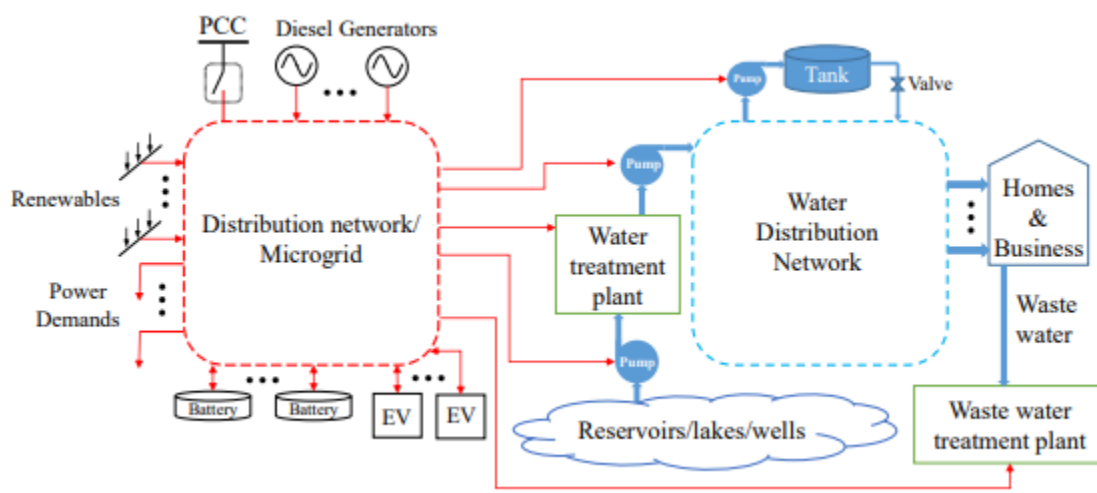 PCC
Diesel Generators
Renewables
Distribution network/
Microgrid
Power
Demands
Battery
Battery
EV
EV
Pump
Tank
Valve
Pump
Water
treatment
plant
Pump
Reservoirs/lakes/wells
Water
Distribution
Network
Homes
&
Business
Waste
water
Waste water
treatment plant